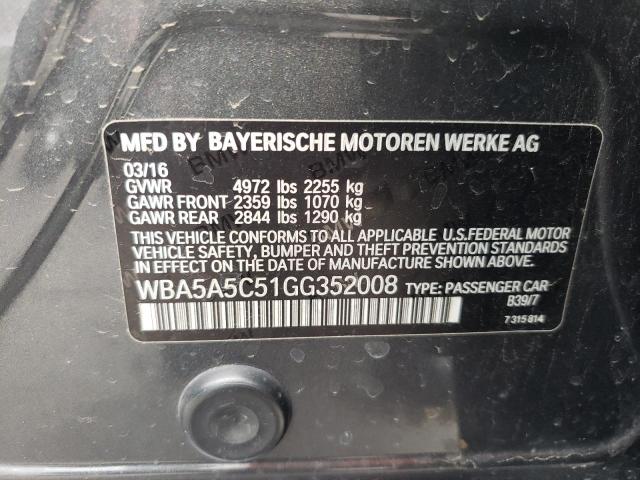 MFD BY BAYERISCHE MOTOREN WERKE AG
03/16
GVWR 4972 lbs 2255 kg
GAWR FRONT 2359 lbs 1070 kg
GAWR REAR 2844 lbs 1290 kg
THIS VEHICLE CONFORMS TO ALL APPLICABLE U.S.FEDERAL MOTOR
VEHICLE SAFETY, BUMPER AND THEFT PREVENTION STANDARDS
IN EFFECT ON THE DATE OF MANUFACTURE SHOWN ABOVE.
WBA5A5C51GG352008 TYPE: PASSENGER CAR
B39/7
7315814